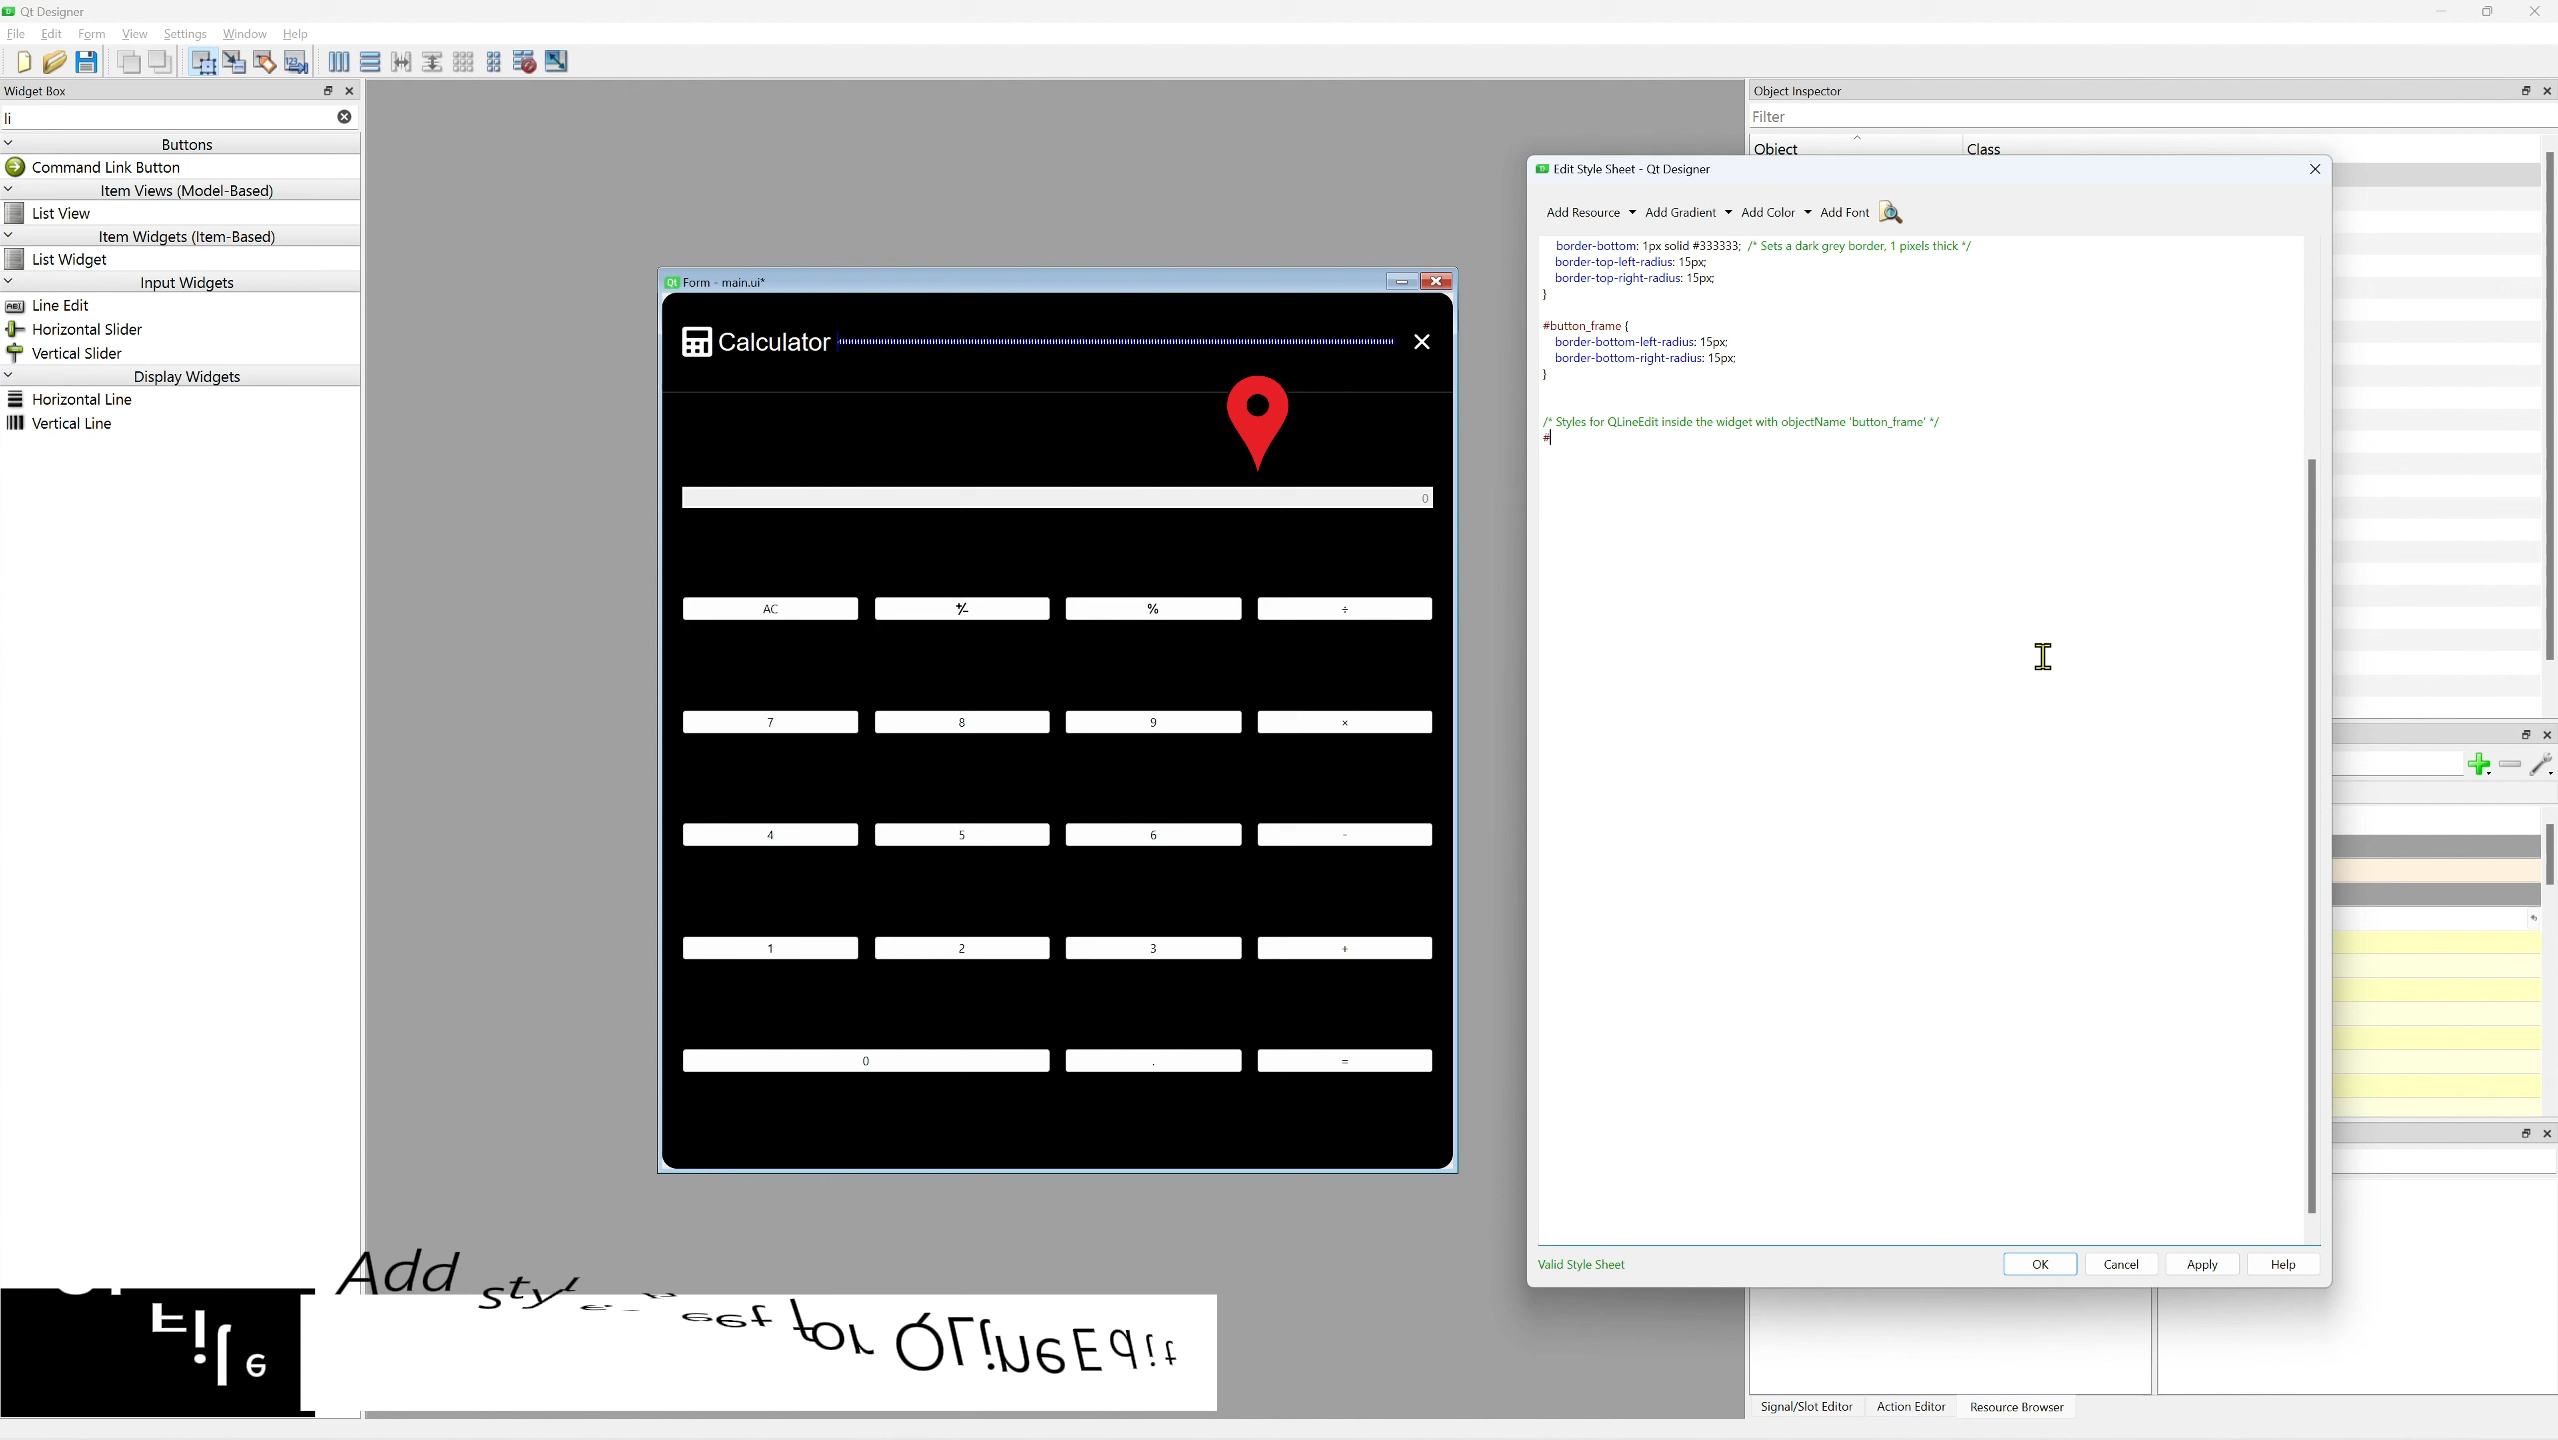 Qt Designer
File Edit Form View Settings Window Help
Widget Box
li
Buttons
Command Link Button
Item Views (Model-Based)
List View
Item Widgets (Item-Based)
List Widget
Input Widgets
Line Edit
Horizontal Slider
Vertical Slider
Display Widgets
Horizontal Line
Vertical Line
Form - main.ui*
Calculator
0
AC +/- % ÷
7 8 9 ×
4 5 6 -
1 2 3 +
0 . =
Object Inspector
Filter
Object Class
Edit Style Sheet - Qt Designer
Add Resource Add Gradient Add Color Add Font
border-bottom: 1px solid #333333; /* Sets a dark grey border, 1 pixels thick */
border-top-left-radius: 15px;
border-top-right-radius: 15px;
}
#button_frame {
border-bottom-left-radius: 15px;
border-bottom-right-radius: 15px;
}
/* Styles for QLineEdit inside the widget with objectName 'button_frame' */
#
Valid Style Sheet
OK Cancel Apply Help
Signal/Slot Editor Action Editor Resource Browser
File
Add for QLineEdit